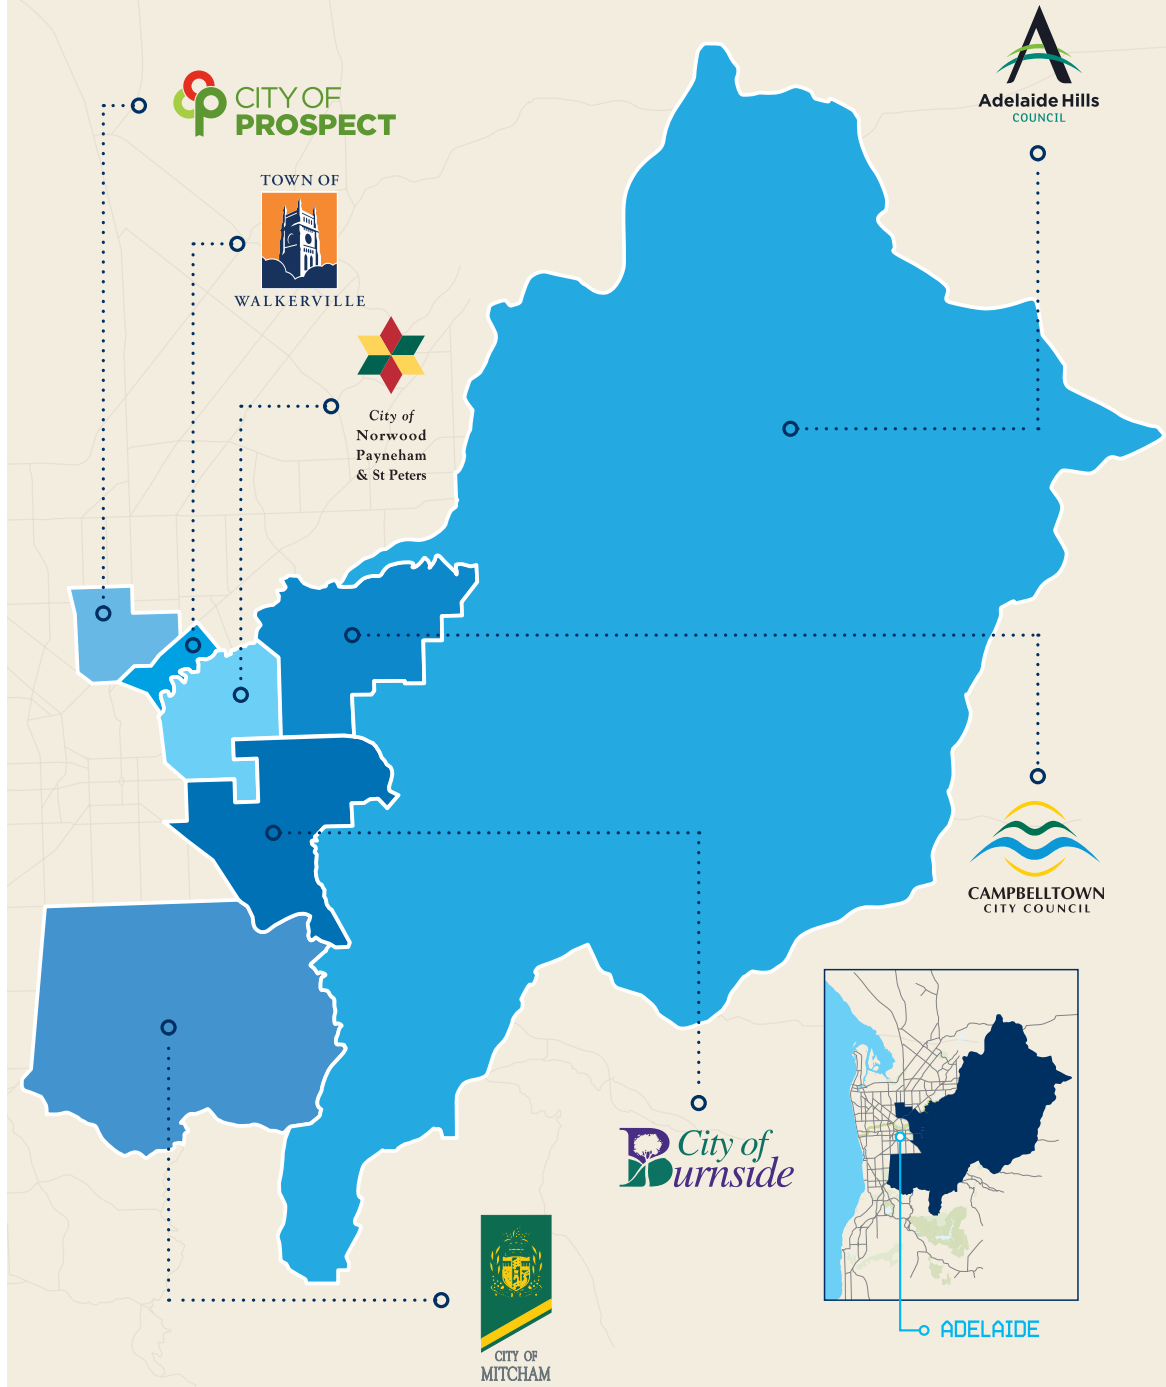 CITY OF
PROSPECT
Adelaide Hills
COUNCIL
TOWN OF
WALKERVILLE
City of
Norwood
Payneham
& St Peters
CAMPBELLTOWN
CITY COUNCIL
City of
Burnside
ADELAIDE
CITY OF
MITCHAM